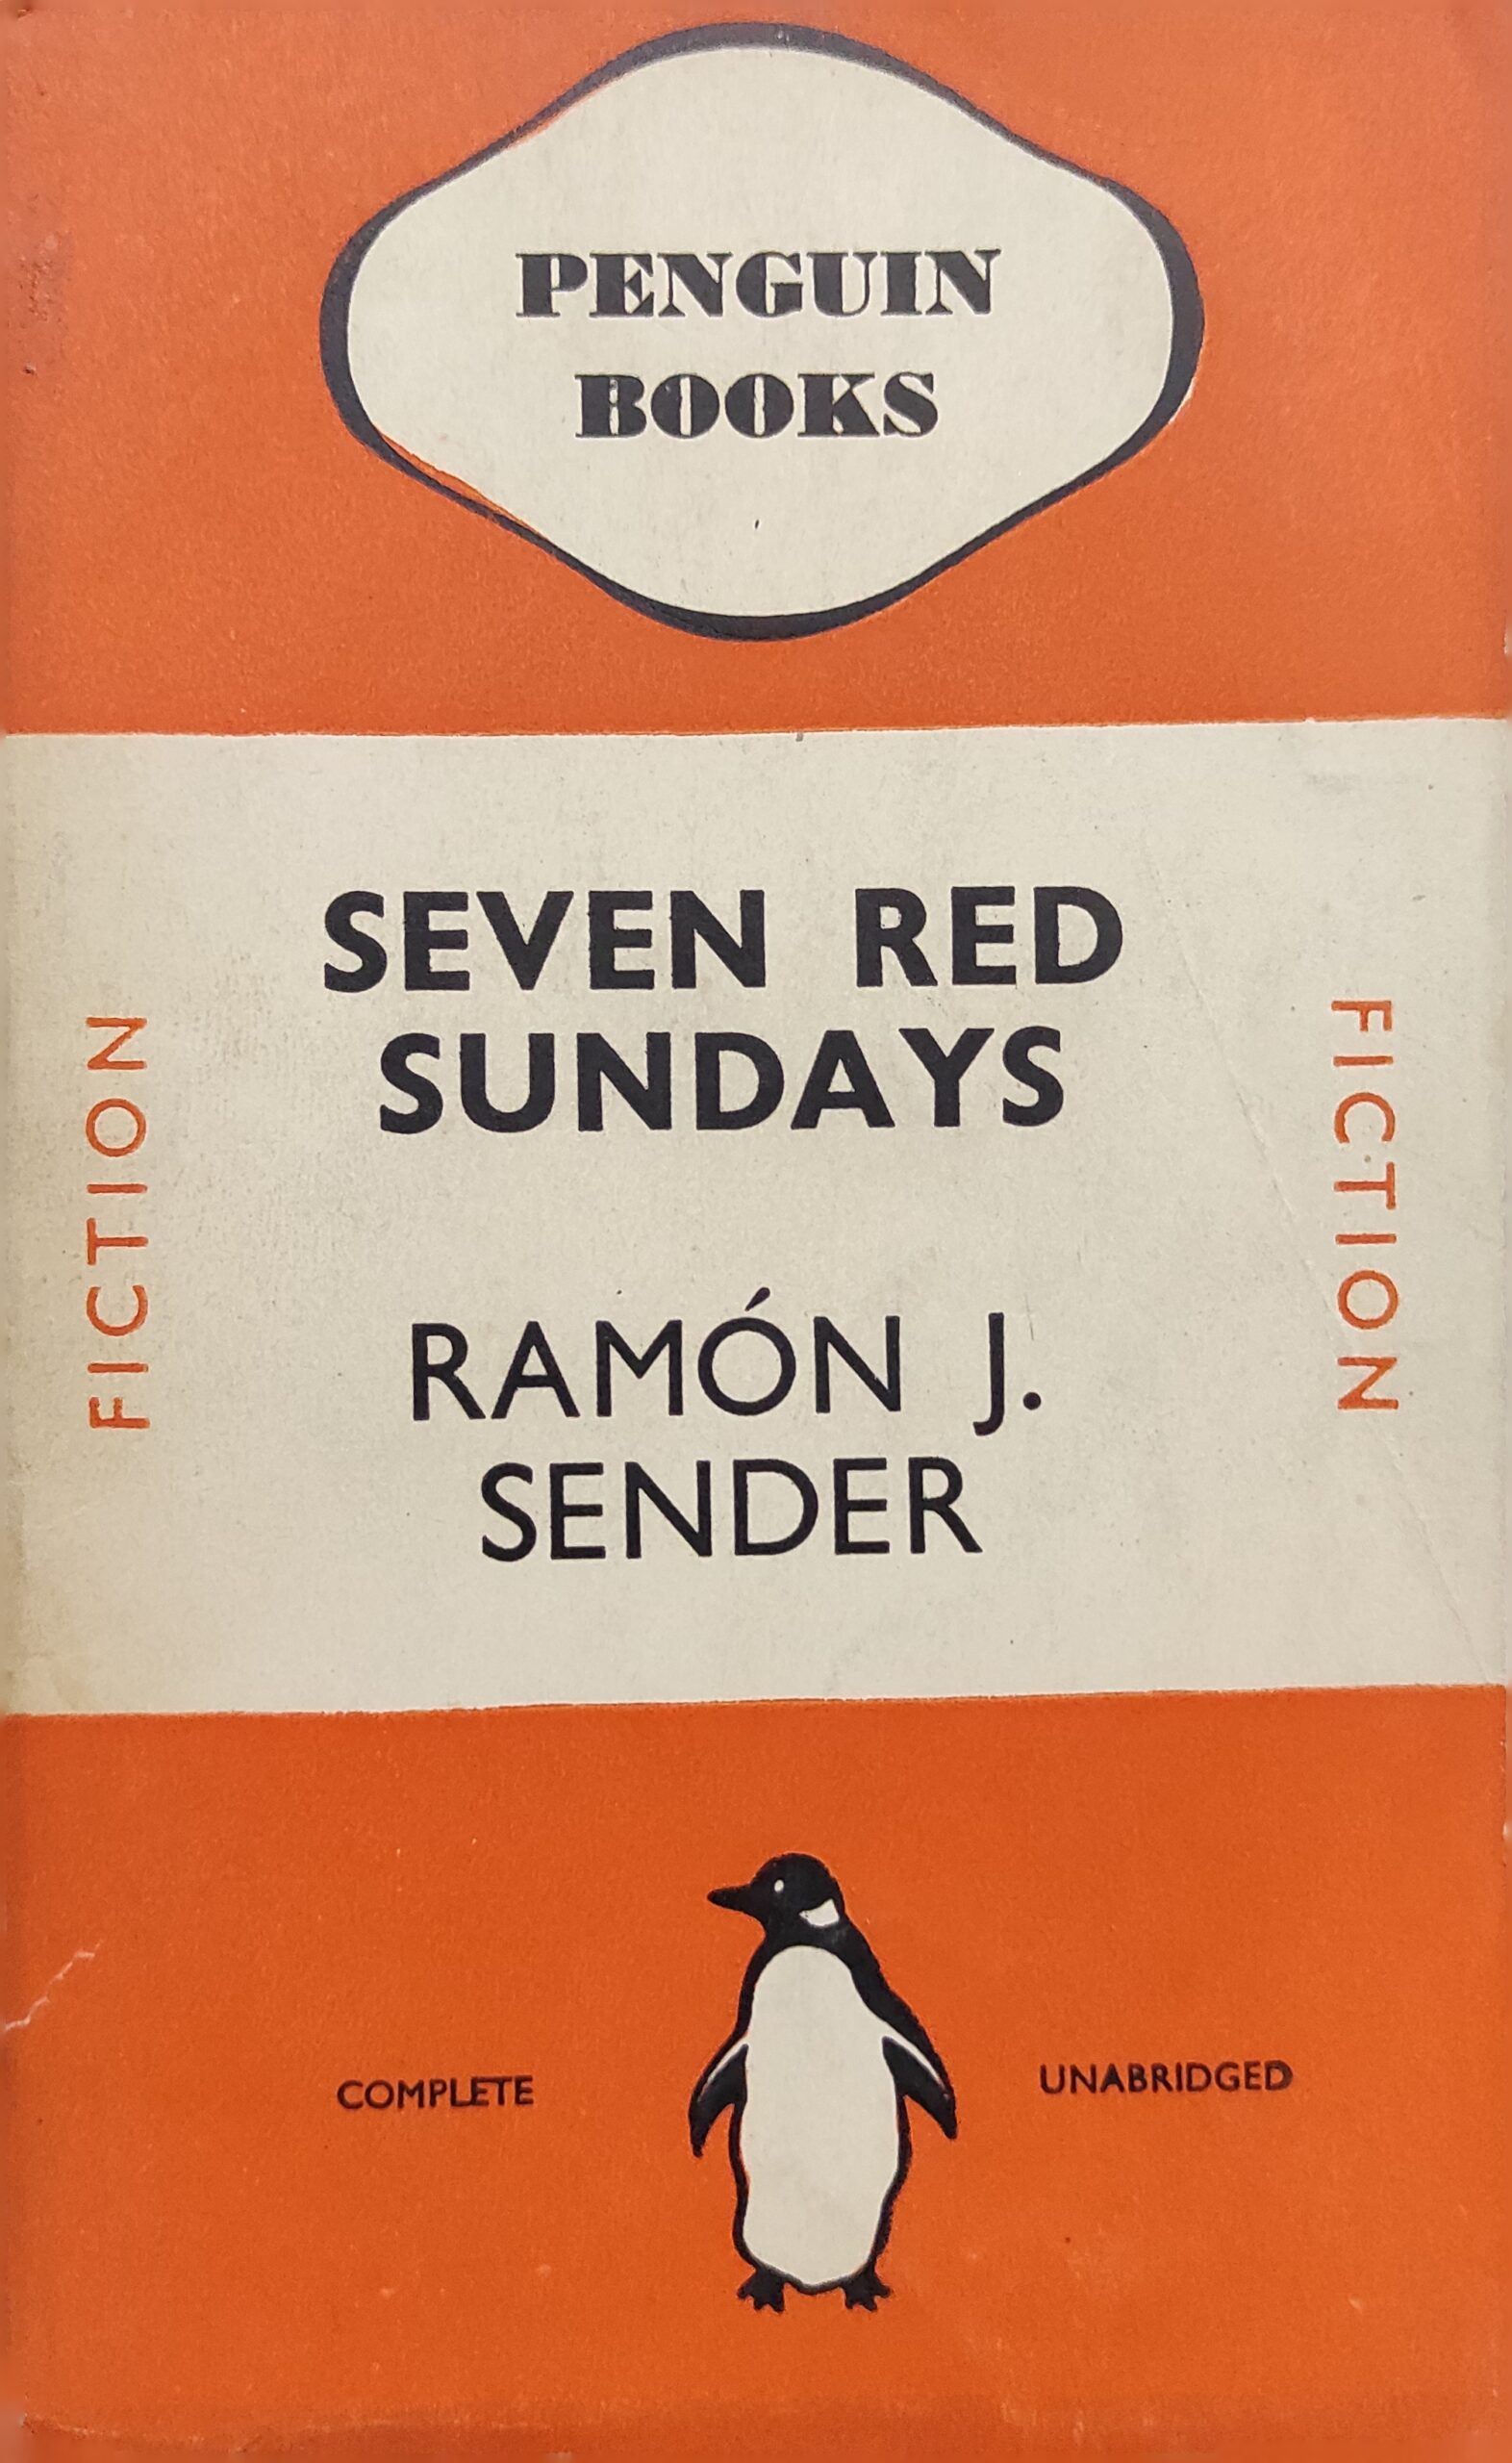 PENGUIN
BOOKS
SEVEN RED
SUNDAYS
FICTION
FICTION
RAMÓN J.
SENDER
COMPLETE
UNABRIDGED